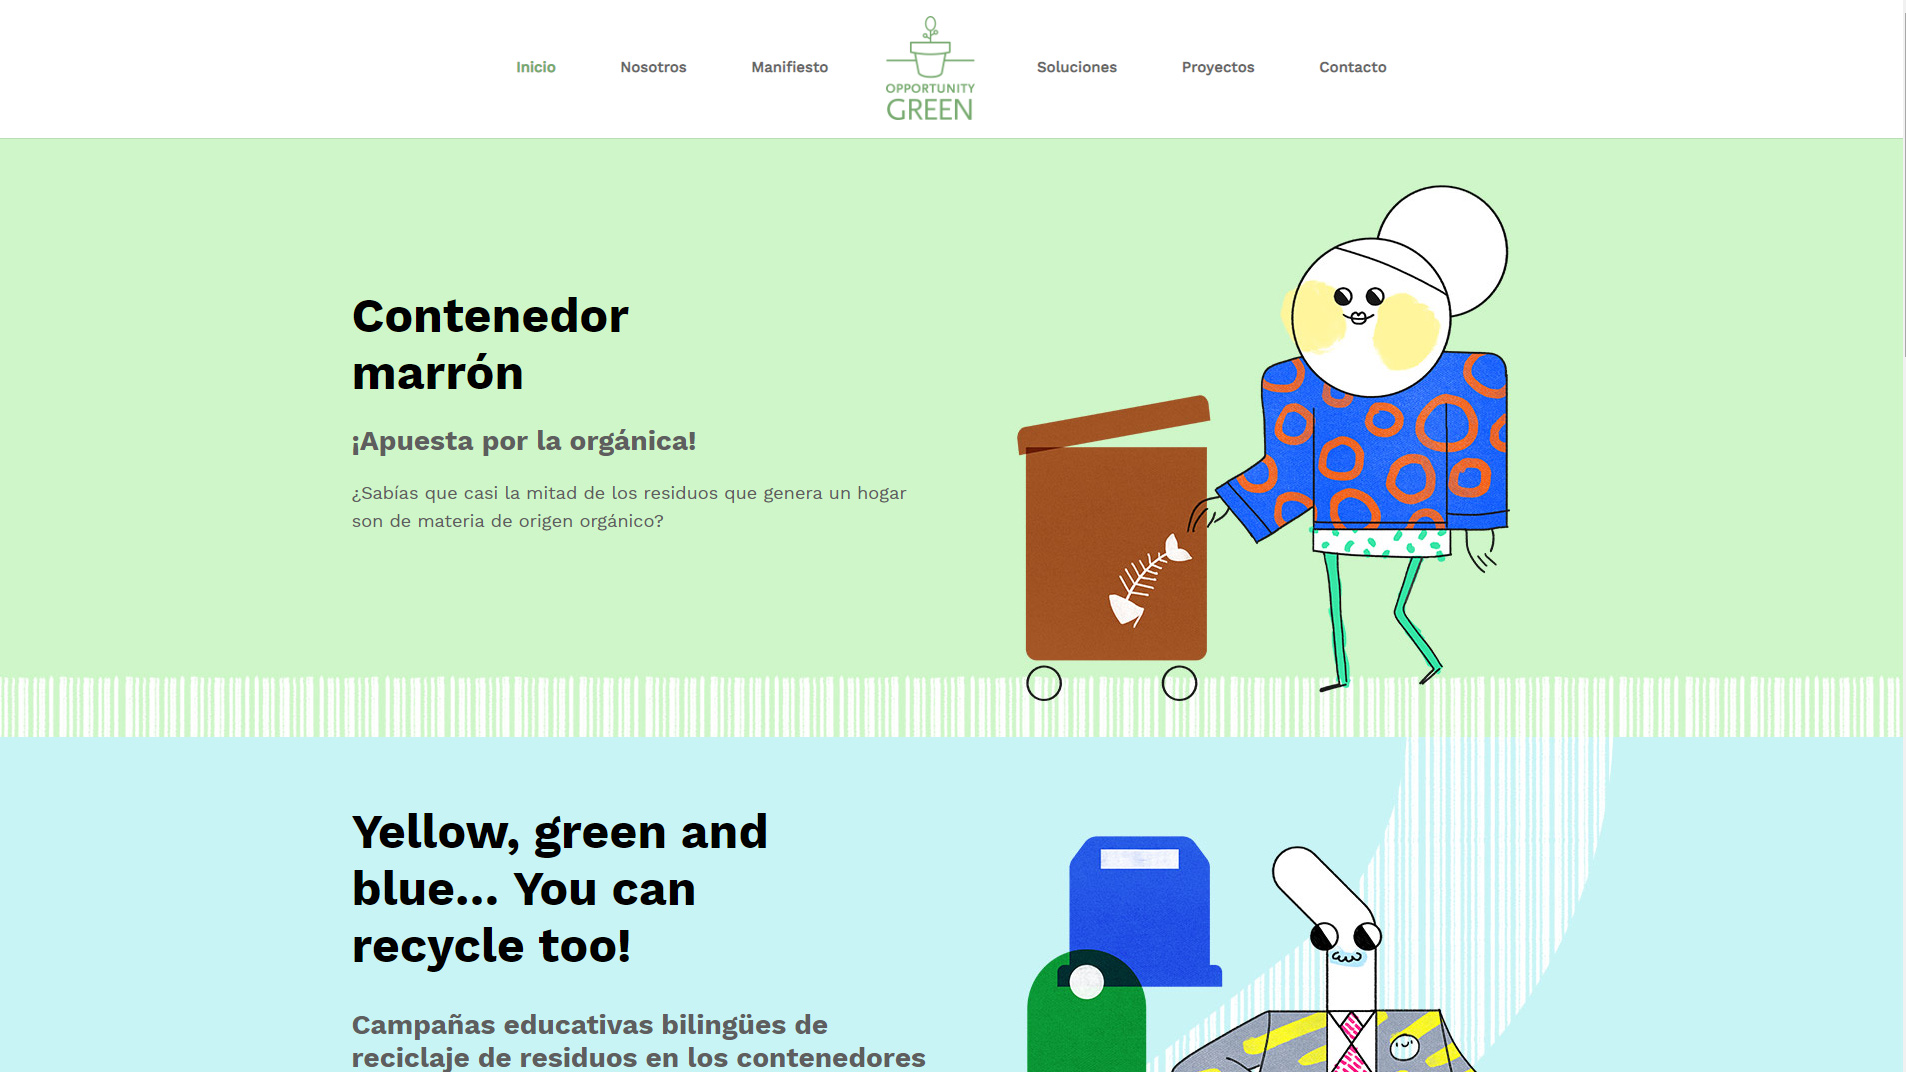 Inicio
Nosotros
Manifiesto
OPPORTUNITY
GREEN
Soluciones
Proyectos
Contacto
Contenedor
marrón
¡Apuesta por la orgánica!
¿Sabías que casi la mitad de los residuos que genera un hogar
son de materia de origen orgánico?
Yellow, green and
blue... You can
recycle too!
Campañas educativas bilingües de
reciclaje de residuos en los contenedores